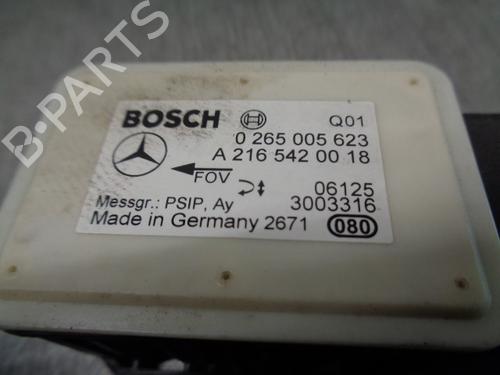 B-PARTS
BOSCH Q01
0 265 005 623
A 216 542 00 18
FOV 06125
Messgr.: PSIP, Ay 3003316
Made in Germany 2671 080